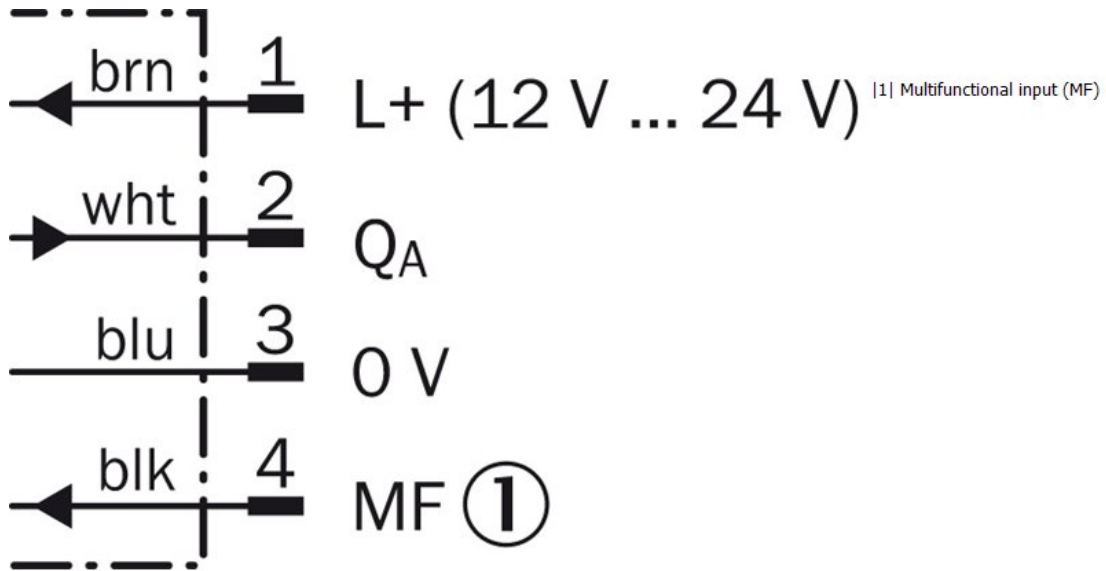 brn 1 L+ (12 V ... 24 V) |1| Multifunctional input (MF)
wht 2 QA
blu 3 0 V
blk 4 MF ①